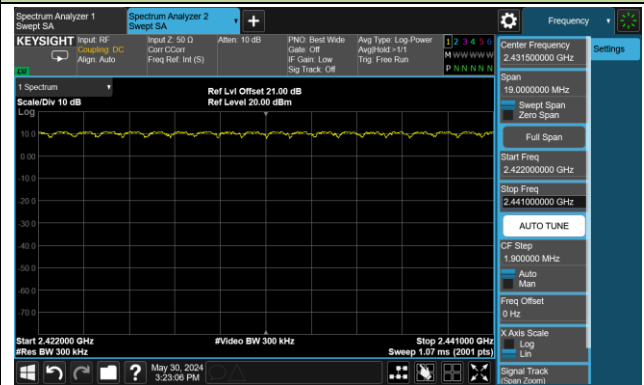 Spectrum Analyzer 1
Swept SA
Spectrum Analyzer 2
Swept SA
+
Frequency
KEYSIGHT
Input: RF
Coupling: DC
Align: Auto
Input Z: 50 Ω
Corr CCorr
Freq Ref: Int (S)
Atten: 10 dB
PNO: Best Wide
Gate: Off
IF Gain: Low
Sig Track: Off
Avg Type: Log-Power
Avg|Hold:>1/1
Trig: Free Run
1 2 3 4 5 6
M W W W W W
P N N N N N
Center Frequency
2.431500000 GHz
Settings
Span
19.0000000 MHz
Swept Span
Zero Span
Full Span
Start Freq
2.422000000 GHz
Stop Freq
2.441000000 GHz
AUTO TUNE
CF Step
1.900000 MHz
Auto
Man
Freq Offset
0 Hz
X Axis Scale
Log
Lin
Signal Track
(Span Zoom)
1 Spectrum
Scale/Div 10 dB
Log
Ref Lvl Offset 21.00 dB
Ref Level 20.00 dBm
10.0
0.00
-10.0
-20.0
-30.0
-40.0
-50.0
-60.0
-70.0
Start 2.422000 GHz
#Res BW 300 kHz
#Video BW 300 kHz
Stop 2.441000 GHz
Sweep 1.07 ms (2001 pts)
?
May 30, 2024
3:23:06 PM